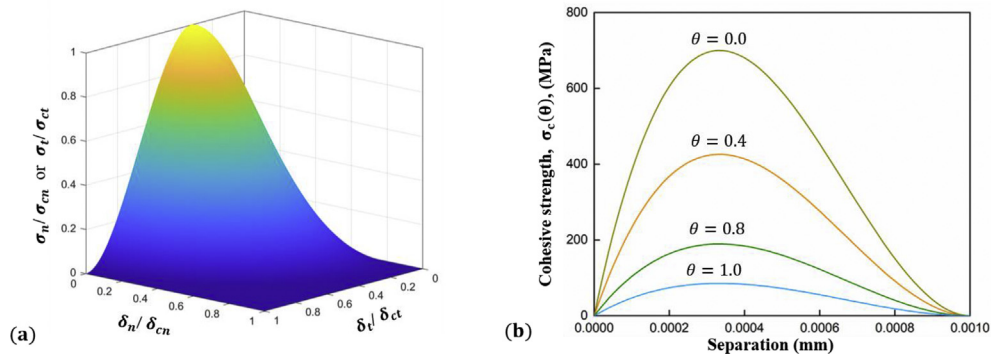 σn/ σcn or σt/ σct
1
0.8
0.6
0.4
0.2
0
0
0.2
0.4
0.6
0.8
1
δn/ δcn
1
0.8
0.6
0.4
0.2
0
δt/ δct
(a)
Cohesive strength, σc(θ), (MPa)
800
600
400
200
0
θ = 0.0
θ = 0.4
θ = 0.8
θ = 1.0
0.0000 0.0002 0.0004 0.0006 0.0008 0.0010
Separation (mm)
(b)